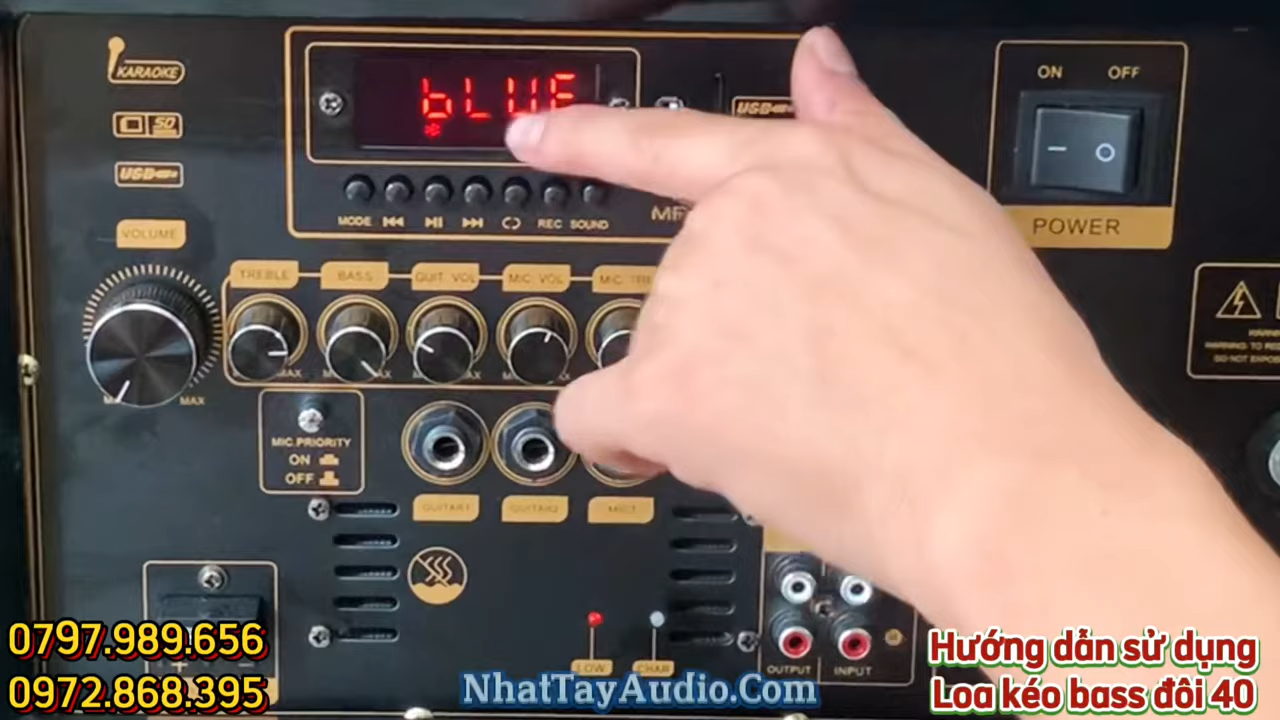 KARAOKE
SD
USB
VOLUME
MAX
bLUE
USB
MODE
REC
SOUND
ON OFF
POWER
TREBLE
BASS
GUIT. VOL
MIC. VOL
MAX
MIC.PRIORITY
ON
OFF
GUITAR1
GUITAR2
LOW
CHAR
OUTPUT
INPUT
0797.989.656
0972.868.395
NhatTayAudio.Com
Hướng dẫn sử dụng
Loa kéo bass đôi 40